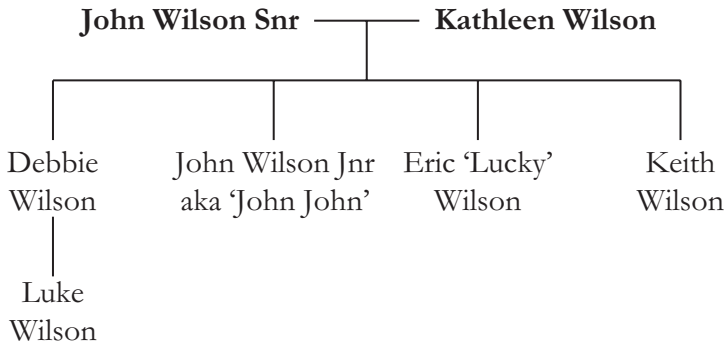 John Wilson Snr Kathleen Wilson
Debbie John Wilson Jnr Eric ‘Lucky’ Keith
Wilson aka ‘John John’ Wilson Wilson
Luke
Wilson